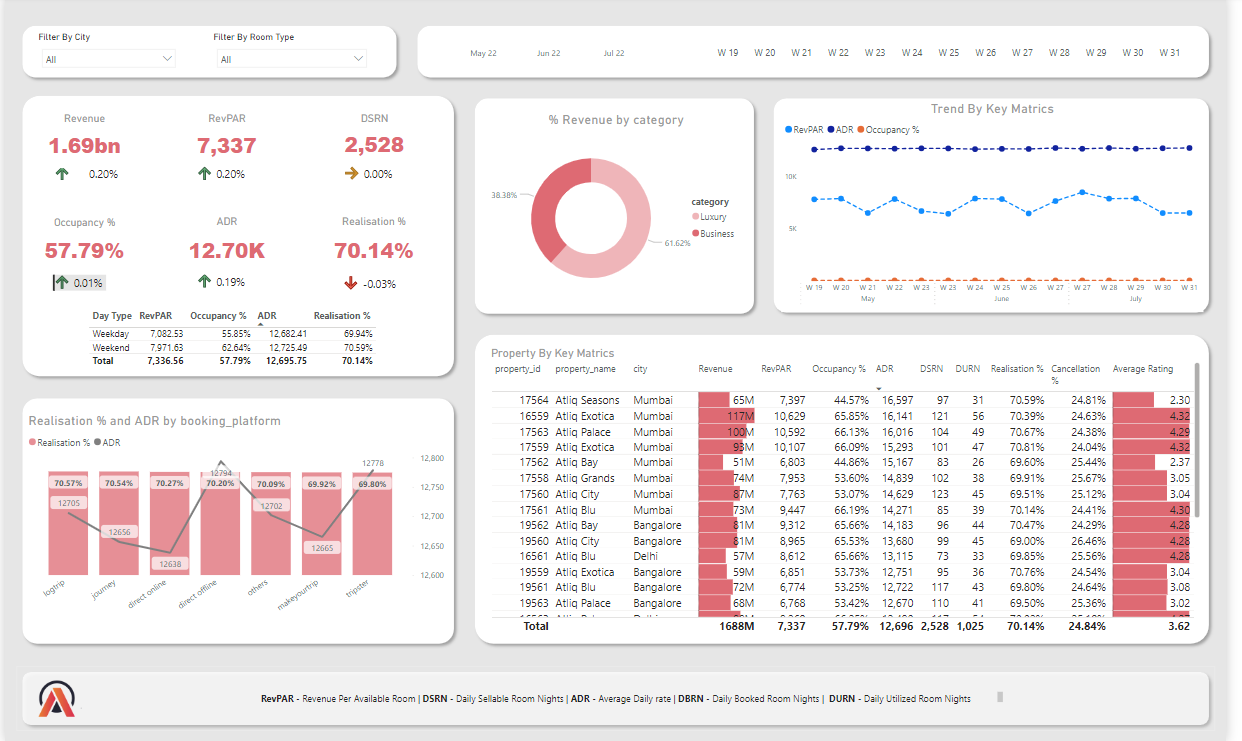 Filter By City
All
Filter By Room Type
All
May 22 Jun 22 Jul 22 W 19 W 20 W 21 W 22 W 23 W 24 W 25 W 26 W 27 W 28 W 29 W 30 W 31
Revenue RevPAR DSRN
1.69bn 7,337 2,528
0.20% 0.20% 0.00%
Occupancy % ADR Realisation %
57.79% 12.70K 70.14%
0.01% 0.19% -0.03%
Day Type RevPAR Occupancy % ADR Realisation %
Weekday 7,082.53 55.85% 12,682.41 69.94%
Weekend 7,971.63 62.64% 12,725.49 70.59%
Total 7,336.56 57.79% 12,695.75 70.14%
% Revenue by category
38.38%
61.62%
category
Luxury
Business
Trend By Key Matrics
RevPAR ADR Occupancy %
10K
5K
W 19 W 20 W 21 W 22 W 23 W 23 W 24 W 25 W 26 W 27 W 27 W 28 W 29 W 30 W 31
May June July
Realisation % and ADR by booking_platform
Realisation % ADR
12,800
12,750
12,700
12,650
12,600
70.57% 70.54% 70.27% 70.20% 70.09% 69.92% 69.80%
12705 12656 12638 12794 12702 12665 12778
logtrip journey direct online direct offline others makeyourtrip tripster
Property By Key Matrics
property_id property_name city Revenue RevPAR Occupancy % ADR DSRN DURN Realisation % Cancellation % Average Rating
17564 Atliq Seasons Mumbai 65M 7,397 44.57% 16,597 97 31 70.59% 24.81% 2.30
16559 Atliq Exotica Mumbai 117M 10,629 65.85% 16,141 121 56 70.39% 24.63% 4.32
17563 Atliq Palace Mumbai 100M 10,592 66.13% 16,016 104 49 70.67% 24.38% 4.29
17559 Atliq Exotica Mumbai 93M 10,107 66.09% 15,293 101 47 70.81% 24.04% 4.32
17562 Atliq Bay Mumbai 51M 6,803 44.86% 15,167 83 26 69.60% 25.44% 2.37
17558 Atliq Grands Mumbai 74M 7,953 53.60% 14,839 102 38 69.91% 25.67% 3.05
17560 Atliq City Mumbai 87M 7,763 53.07% 14,629 123 45 69.51% 25.12% 3.04
17561 Atliq Blu Mumbai 73M 9,447 66.19% 14,271 85 39 70.14% 24.41% 4.30
19562 Atliq Bay Bangalore 81M 9,312 65.66% 14,183 96 44 70.47% 24.29% 4.28
19560 Atliq City Bangalore 81M 8,965 65.53% 13,680 99 45 69.00% 26.46% 4.28
16561 Atliq Blu Delhi 57M 8,612 65.66% 13,115 73 33 69.85% 25.56% 4.28
19559 Atliq Exotica Bangalore 59M 6,851 53.73% 12,751 95 36 70.76% 24.54% 3.04
19561 Atliq Blu Bangalore 72M 6,774 53.25% 12,722 117 43 69.80% 24.64% 3.08
19563 Atliq Palace Bangalore 68M 6,768 53.42% 12,670 110 41 69.50% 25.36% 3.02
Total 1688M 7,337 57.79% 12,696 2,528 1,025 70.14% 24.84% 3.62
RevPAR - Revenue Per Available Room | DSRN - Daily Sellable Room Nights | ADR - Average Daily rate | DBRN - Daily Booked Room Nights | DURN - Daily Utilized Room Nights